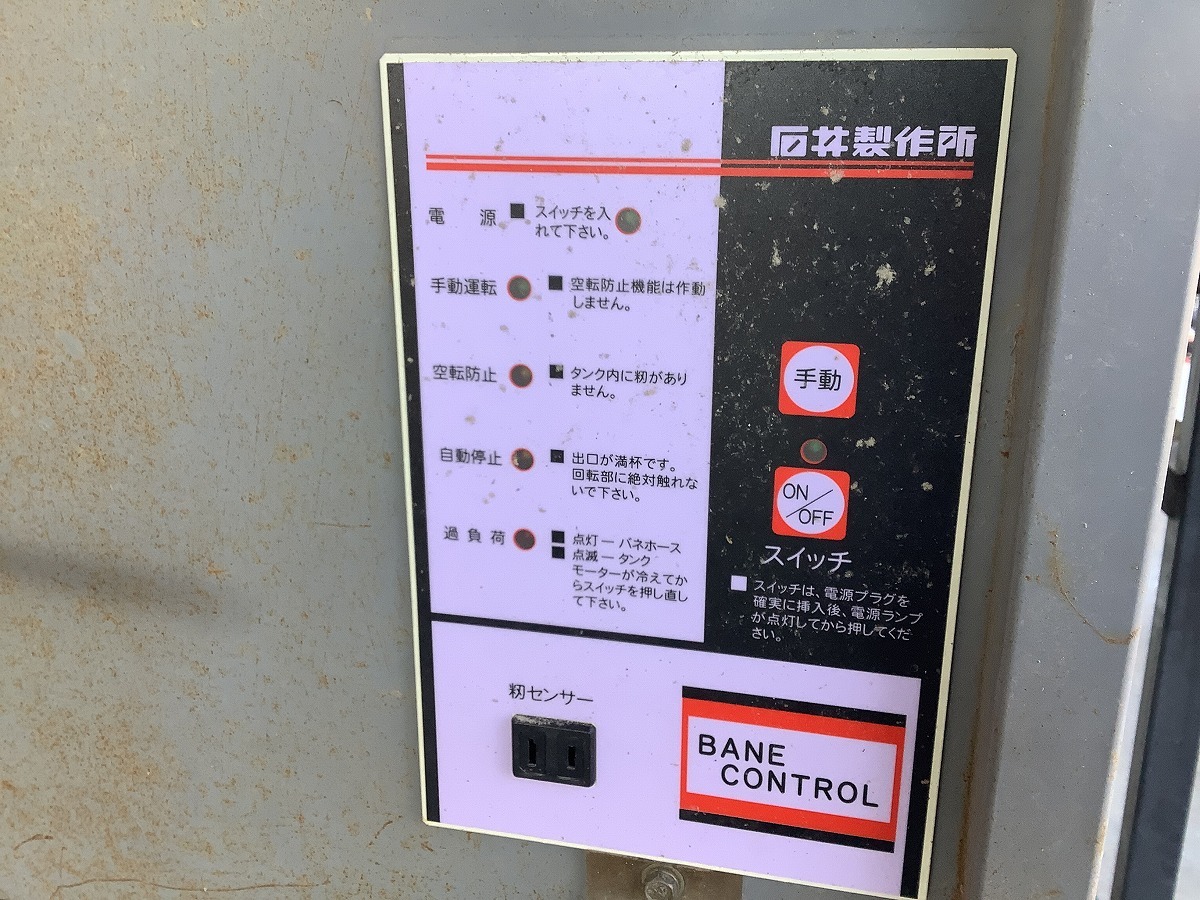 石井製作所
電源 ■ スイッチを入
れて下さい。
手動運転 ■ 空転防止機能は作動
しません。
空転防止 ■ タンク内に籾があり
ません。
自動停止 ■ 出口が満杯です。
回転部に絶対触れな
いで下さい。
過負荷 ■ 点灯 ー バネホース
■ 点滅 ー タンク
モーターが冷えてか
らスイッチを押し直し
て下さい。
手動
ON/OFF
スイッチ
スイッチは、電源プラグを
確実に挿入後、電源ランプ
が点灯してから押してくだ
さい。
籾センサー
BANE
CONTROL